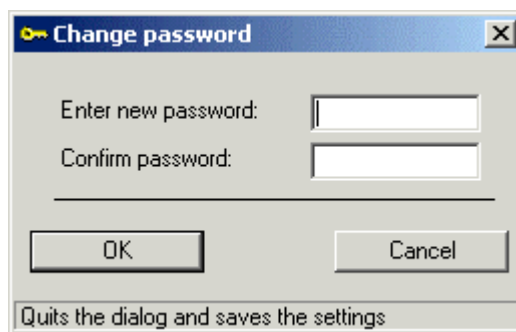 Change password
Enter new password:
Confirm password:
OK
Cancel
Quits the dialog and saves the settings